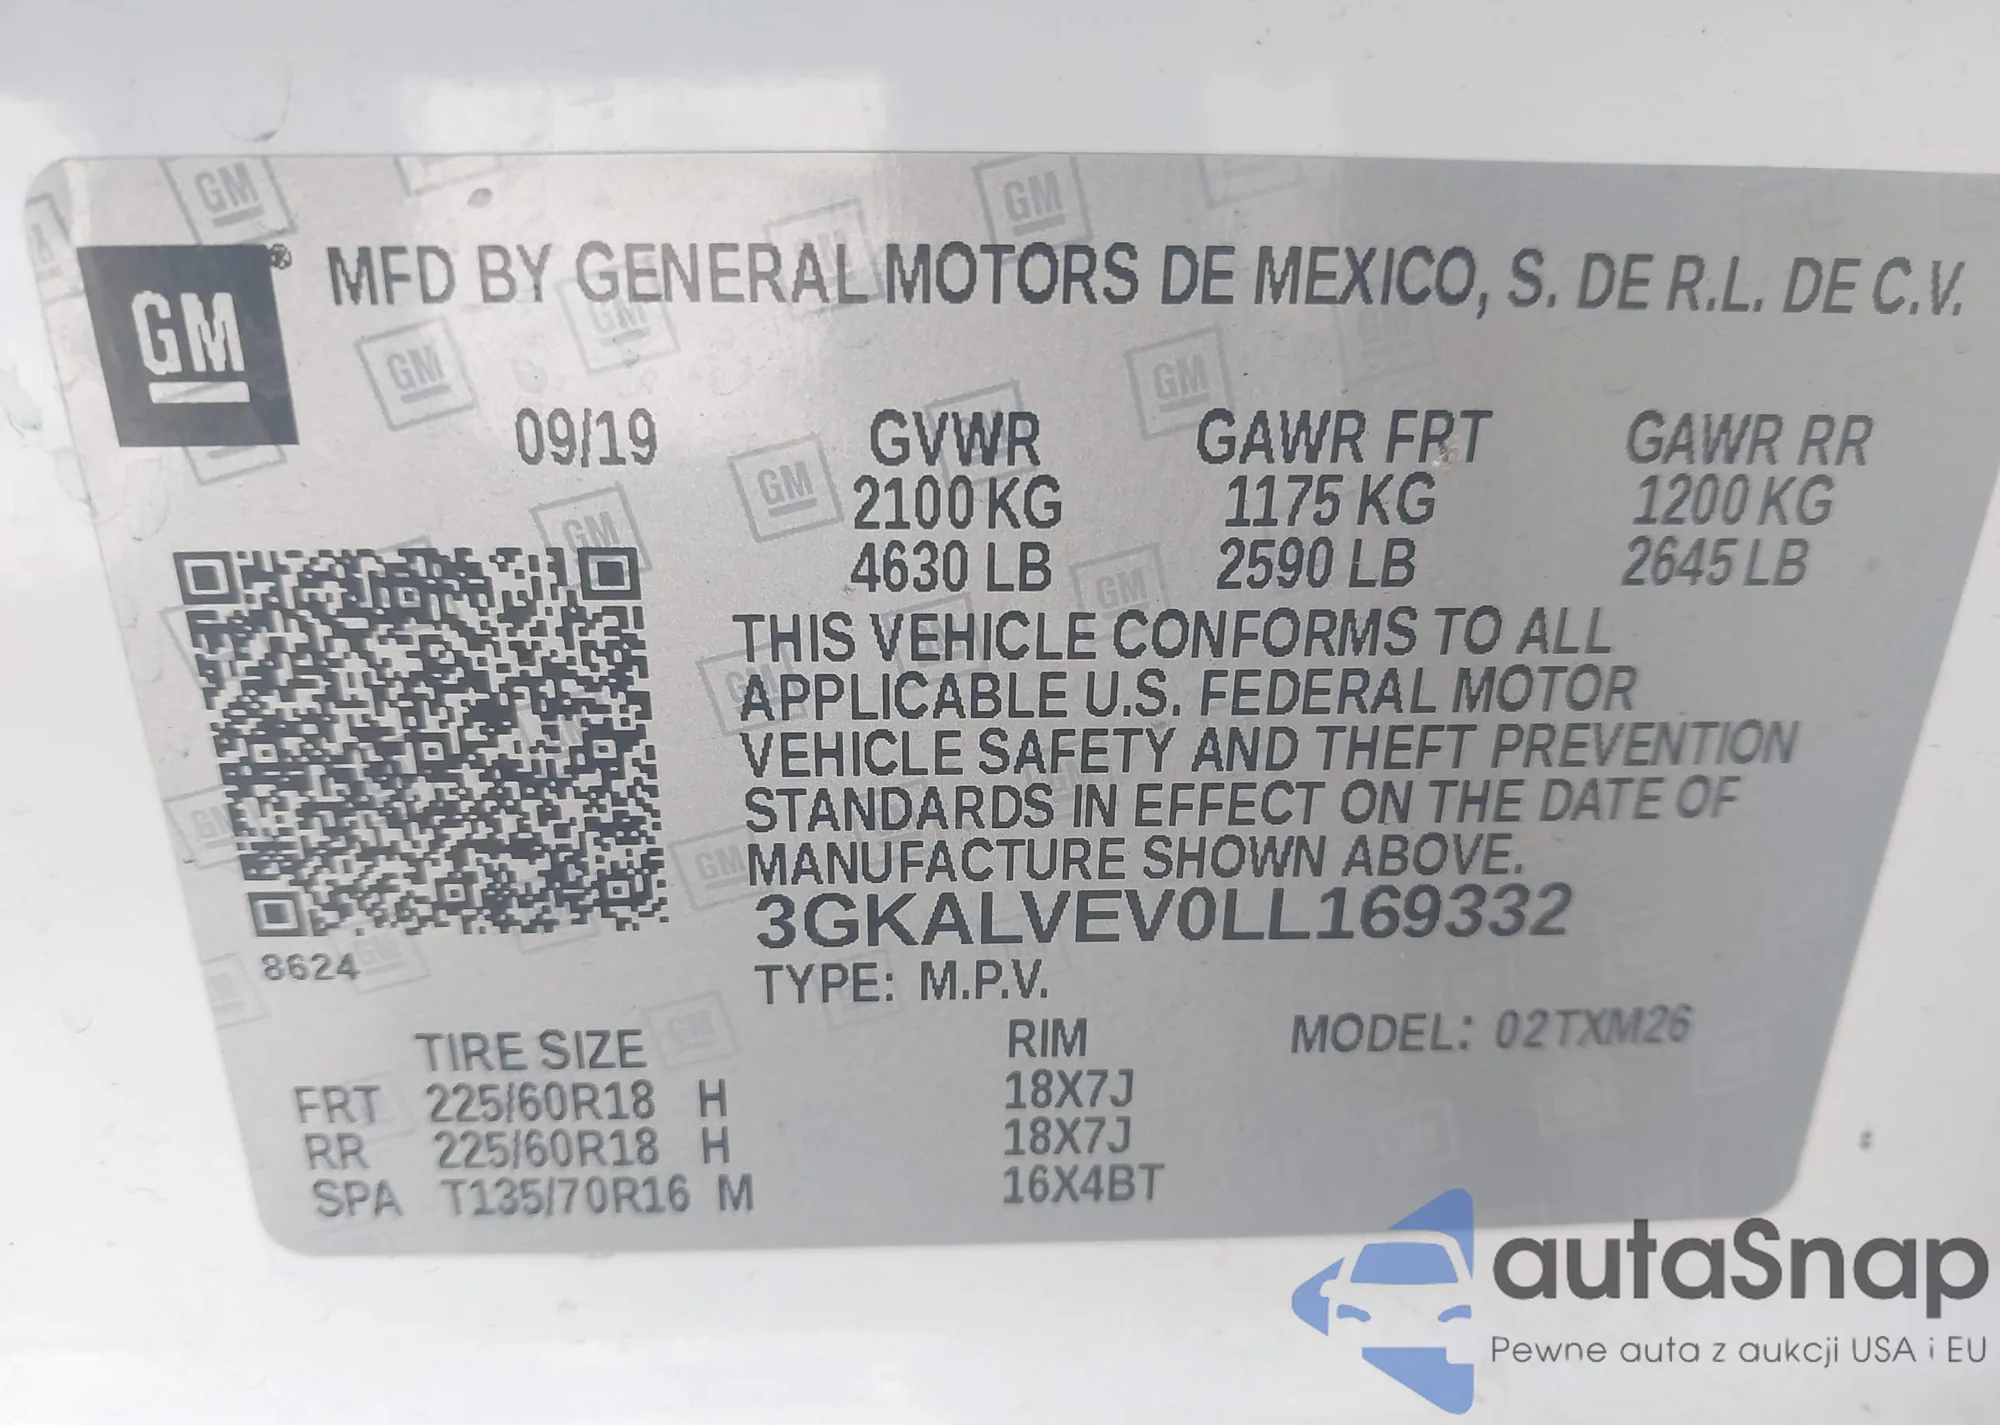 GM ® MFD BY GENERAL MOTORS DE MEXICO, S. DE R.L. DE C.V.
09/19 GVWR GAWR FRT GAWR RR
2100 KG 1175 KG 1200 KG
4630 LB 2590 LB 2645 LB
THIS VEHICLE CONFORMS TO ALL
APPLICABLE U.S. FEDERAL MOTOR
VEHICLE SAFETY AND THEFT PREVENTION
STANDARDS IN EFFECT ON THE DATE OF
MANUFACTURE SHOWN ABOVE.
3GKALVEV0LL169332
8624
TYPE: M.P.V.
TIRE SIZE RIM MODEL: 02TXM26
FRT 225/60R18 H 18X7J
RR 225/60R18 H 18X7J
SPA T135/70R16 M 16X4BT
autaSnap
Pewne auta z aukcji USA i EU